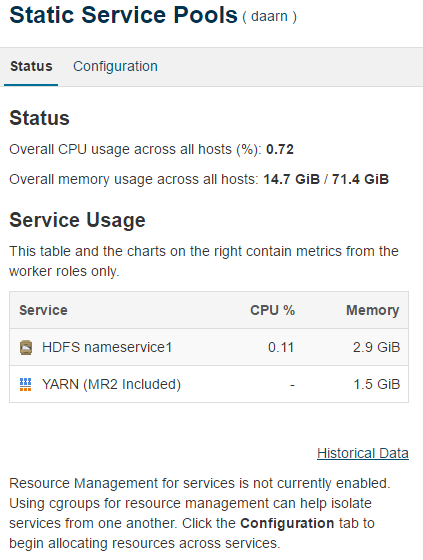 Static Service Pools ( daarn )
Status Configuration
Status
Overall CPU usage across all hosts (%): 0.72
Overall memory usage across all hosts: 14.7 GiB / 71.4 GiB
Service Usage
This table and the charts on the right contain metrics from the
worker roles only.
Service CPU % Memory
HDFS nameservice1 0.11 2.9 GiB
YARN (MR2 Included) - 1.5 GiB
Historical Data
Resource Management for services is not currently enabled.
Using cgroups for resource management can help isolate
services from one another. Click the Configuration tab to
begin allocating resources across services.